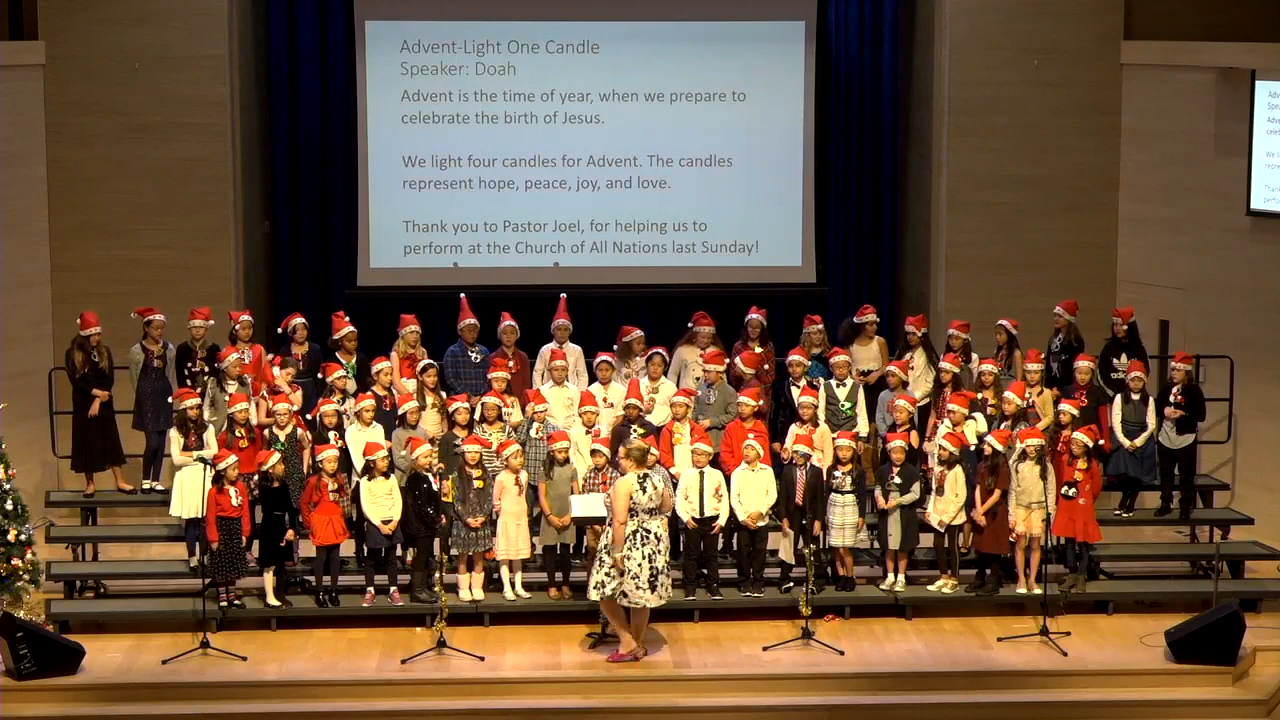 Advent-Light One Candle
Speaker: Doah
Advent is the time of year, when we prepare to
celebrate the birth of Jesus.
We light four candles for Advent. The candles
represent hope, peace, joy, and love.
Thank you to Pastor Joel, for helping us to
perform at the Church of All Nations last Sunday!
adidas